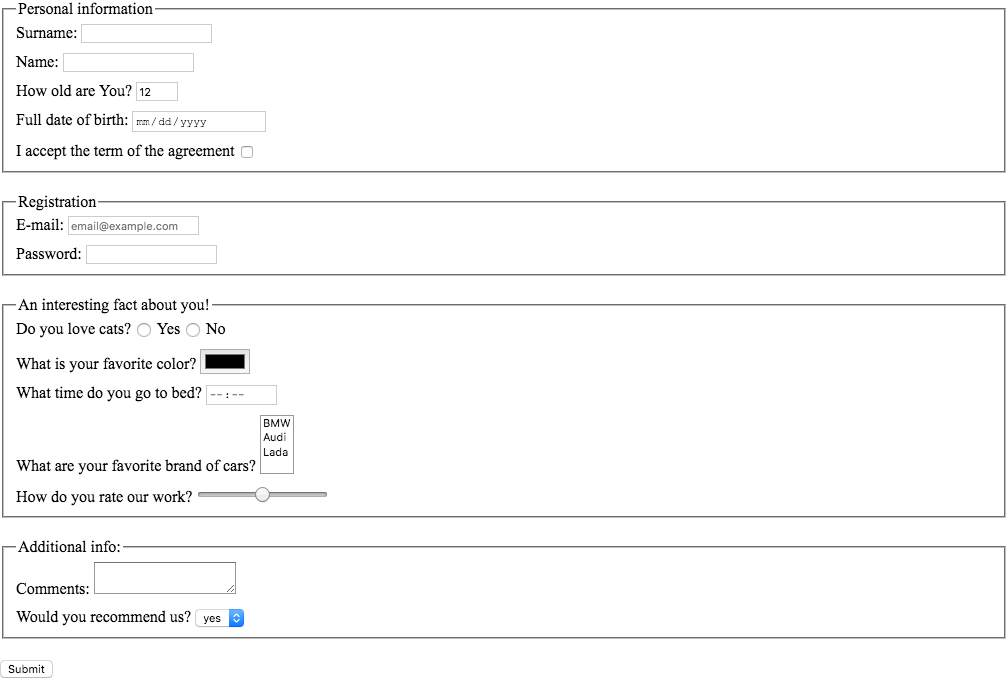 Personal information
Surname:
Name:
How old are You? 12
Full date of birth: mm/dd/yyyy
I accept the term of the agreement
Registration
E-mail: email@example.com
Password:
An interesting fact about you!
Do you love cats? Yes No
What is your favorite color?
What time do you go to bed? --:--
BMW
Audi
Lada
What are your favorite brand of cars?
How do you rate our work?
Additional info:
Comments:
Would you recommend us? yes
Submit